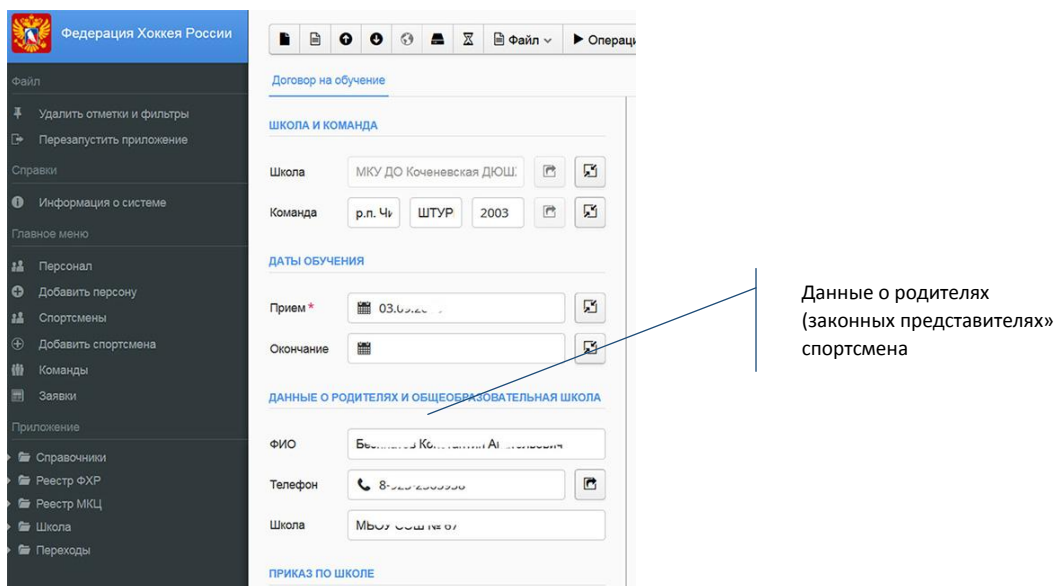 Федерация Хоккея России
Файл
Операци
Файл
Удалить отметки и фильтры
Перезапустить приложение
Справки
Информация о системе
Главное меню
Персонал
Добавить персону
Спортсмены
Добавить спортсмена
Команды
Заявки
Приложение
Справочники
Реестр ФХР
Реестр МКЦ
Школа
Переходы
Договор на обучение
ШКОЛА И КОМАНДА
Школа МКУ ДО Коченевская ДЮШ
Команда р.п. Чи ШТУР 2003
ДАТЫ ОБУЧЕНИЯ
Прием *
Окончание
ДАННЫЕ О РОДИТЕЛЯХ И ОБЩЕОБРАЗОВАТЕЛЬНАЯ ШКОЛА
ФИО
Телефон
Школа
ПРИКАЗ ПО ШКОЛЕ
Данные о родителях
(законных представителях»
спортсмена